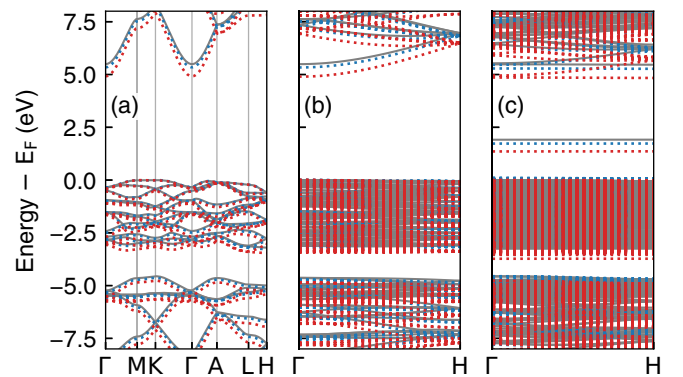 7.5
5.0
2.5
0.0
−2.5
−5.0
−7.5
Energy − E_F (eV)
(a)
(b)
(c)
Γ M K Γ A L H
Γ H
Γ H